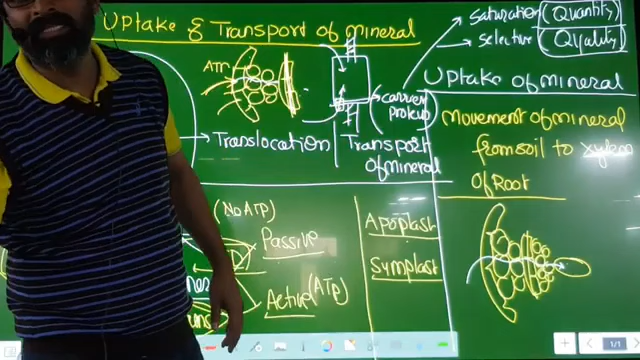 Uptake & Transport of mineral
ATP
carrier protein
Translocation
Transport of mineral
saturation (Quantity)
selective (Quality)
Uptake of mineral
Movement of mineral
from soil to xylem
of Root
(No ATP)
Passive
Active (ATP)
Apoplast
Symplast
1/1